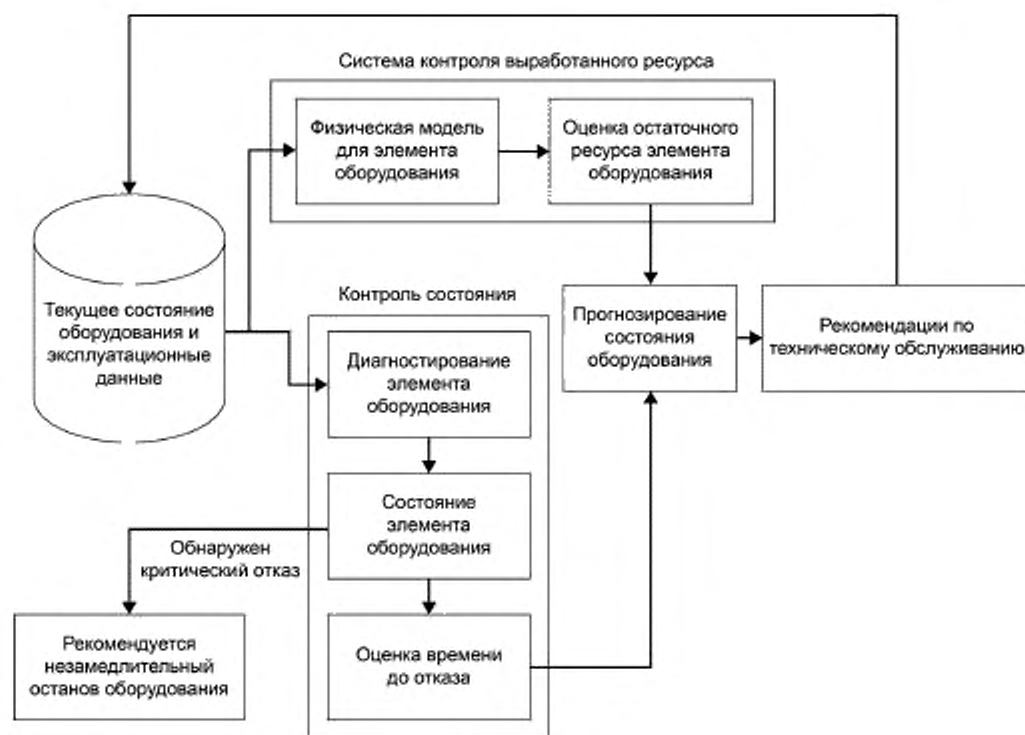 Система контроля выработанного ресурса
Физическая модель
для элемента
оборудования
Оценка остаточного
ресурса элемента
оборудования
Текущее состояние
оборудования и
эксплуатационные
данные
Контроль состояния
Диагностирование
элемента
оборудования
Прогнозирование
состояния
оборудования
Рекомендации по
техническому обслуживанию
Состояние
элемента
оборудования
Обнаружен
критический отказ
Рекомендуется
незамедлительный
останов оборудования
Оценка времени
до отказа